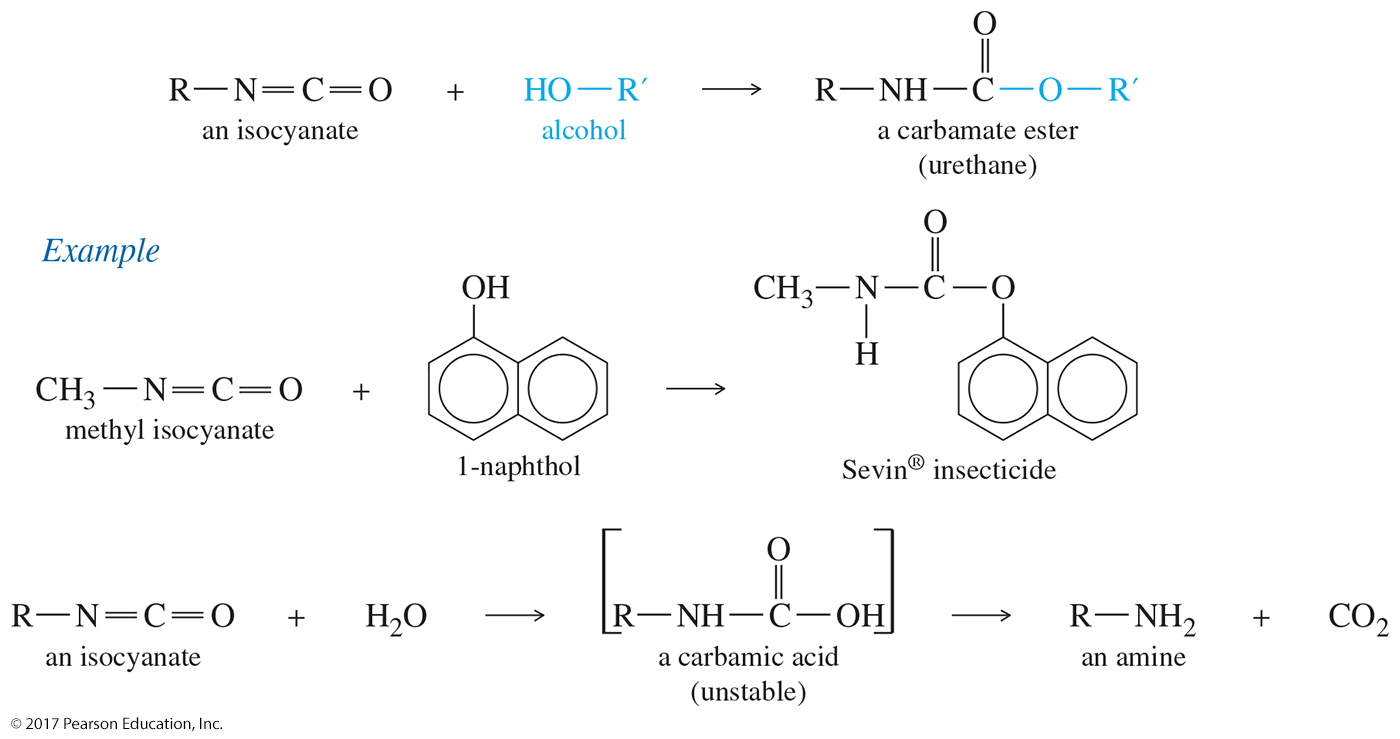 O
R—N=C=O + HO—R′ → R—NH—C—O—R′
an isocyanate alcohol a carbamate ester
(urethane)
O
Example
OH CH₃—N—C—O
H
CH₃—N=C=O + →
methyl isocyanate
1-naphthol Sevin® insecticide
O
R—N=C=O + H₂O → [R—NH—C—OH] → R—NH₂ + CO₂
an isocyanate a carbamic acid an amine
(unstable)
© 2017 Pearson Education, Inc.